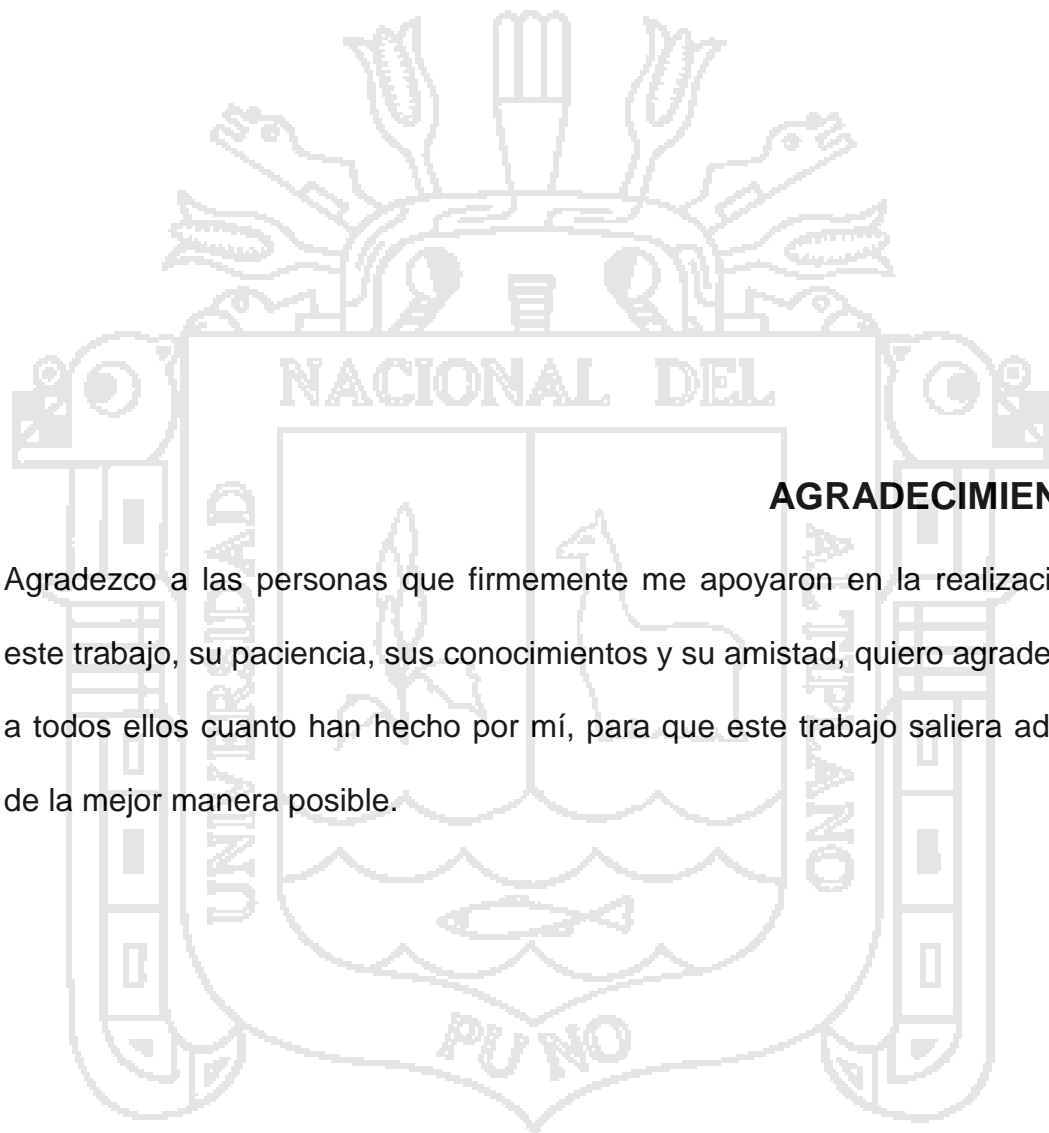 NACIONAL DEL
UNIVERSIDAD
ALTIPLANO
AGRADECIMIEN
Agradezco a las personas que firmemente me apoyaron en la realizaci
este trabajo, su paciencia, sus conocimientos y su amistad, quiero agrade
a todos ellos cuanto han hecho por mí, para que este trabajo saliera ad
de la mejor manera posible.
PUNO